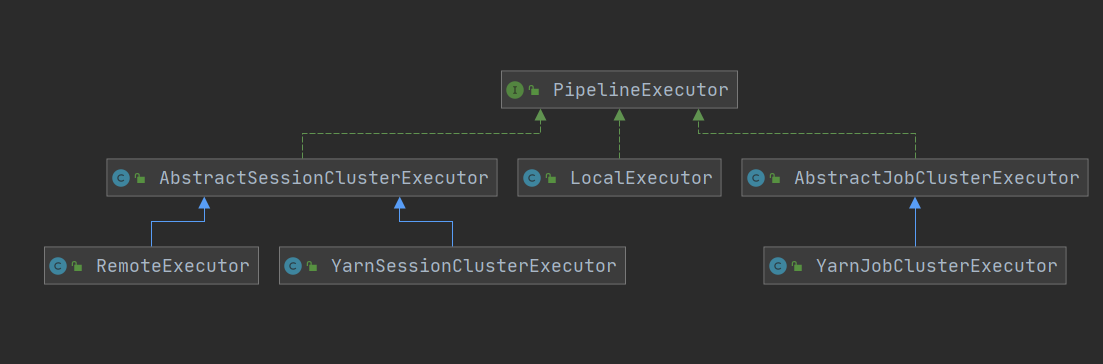 I PipelineExecutor
C AbstractSessionClusterExecutor
C LocalExecutor
C AbstractJobClusterExecutor
C RemoteExecutor
C YarnSessionClusterExecutor
C YarnJobClusterExecutor